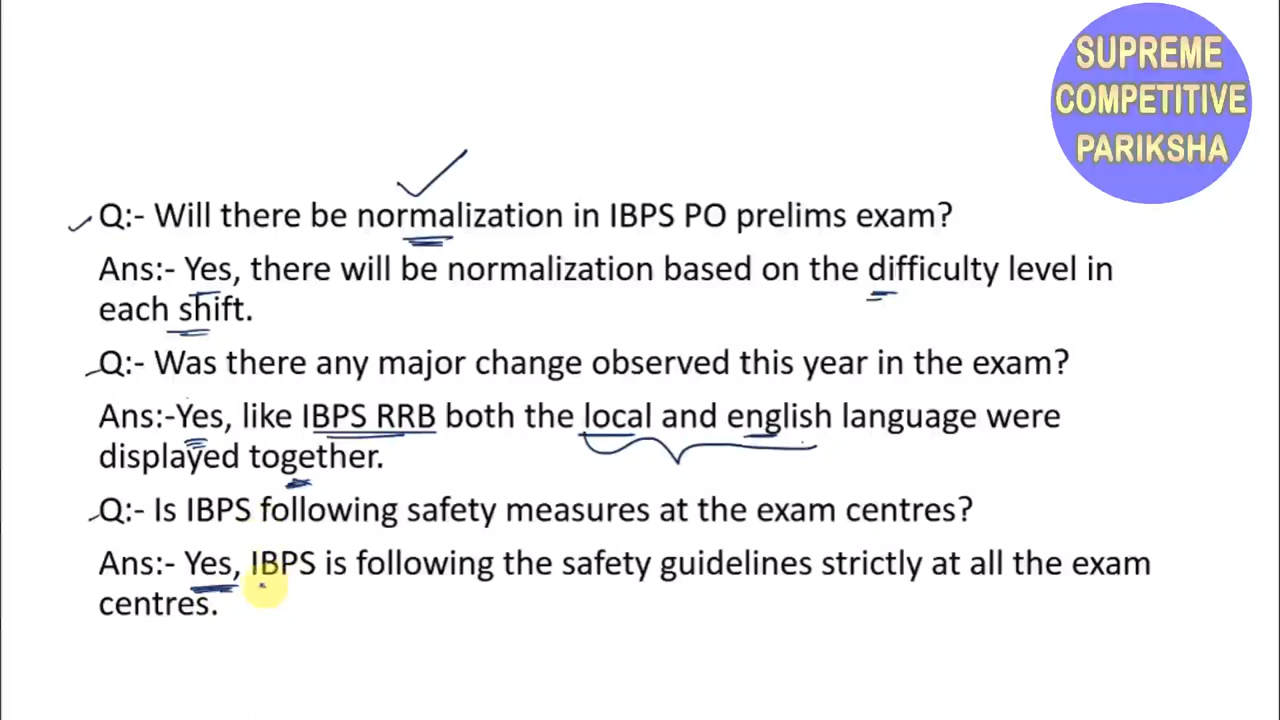 SUPREME
COMPETITIVE
PARIKSHA
Q:- Will there be normalization in IBPS PO prelims exam?
Ans:- Yes, there will be normalization based on the difficulty level in
each shift.
Q:- Was there any major change observed this year in the exam?
Ans:-Yes, like IBPS RRB both the local and english language were
displayed together.
Q:- Is IBPS following safety measures at the exam centres?
Ans:- Yes, IBPS is following the safety guidelines strictly at all the exam
centres.